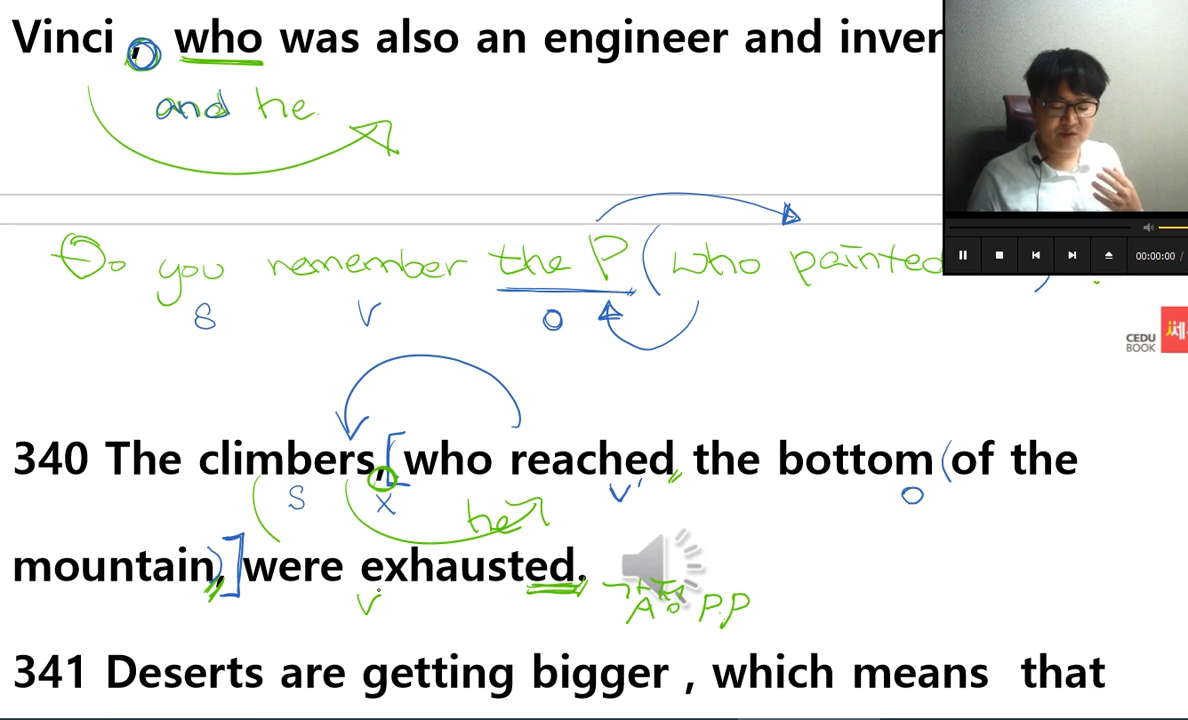 Vinci , who was also an engineer and inven
and he
Do you remember the P ( who painted
S V O
CEDU
BOOK
00:00:00 /
340 The climbers, [ who reached, the bottom (of the
S X V' O
he
mountain,)] were exhausted.
V P.P
341 Deserts are getting bigger , which means that